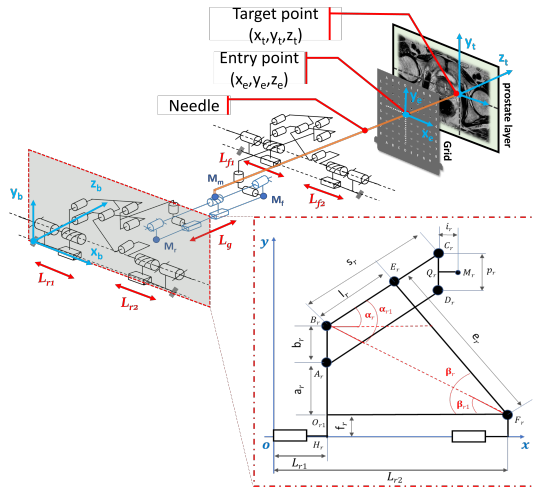 Target point
(xt,yt,zt)
Entry point
(xe,ye,ze)
Needle
yt
zt
ye
xe
Grid
prostate layer
Lf1
Lf2
Mm
Mf
Mr
Lg
yb
zb
xb
Lr1
Lr2
y
Cr
ir
Qr
Mr
pr
Dr
sr
Er
lr
Br
αr
αr1
er
br
Ar
ar
βr
βr1
Or1
fr
Fr
o
Hr
x
Lr1
Lr2